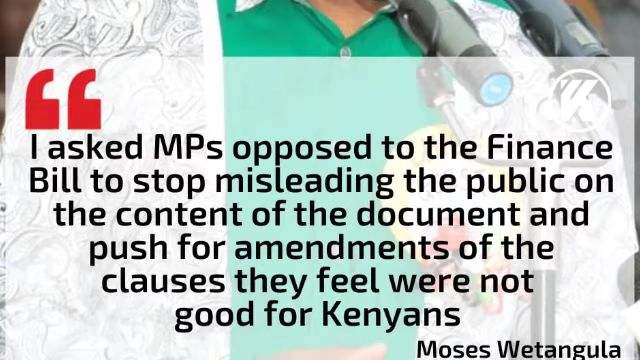 I asked MPs opposed to the Finance
Bill to stop misleading the public on
the content of the document and
push for amendments of the
clauses they feel were not
good for Kenyans
Moses Wetangula